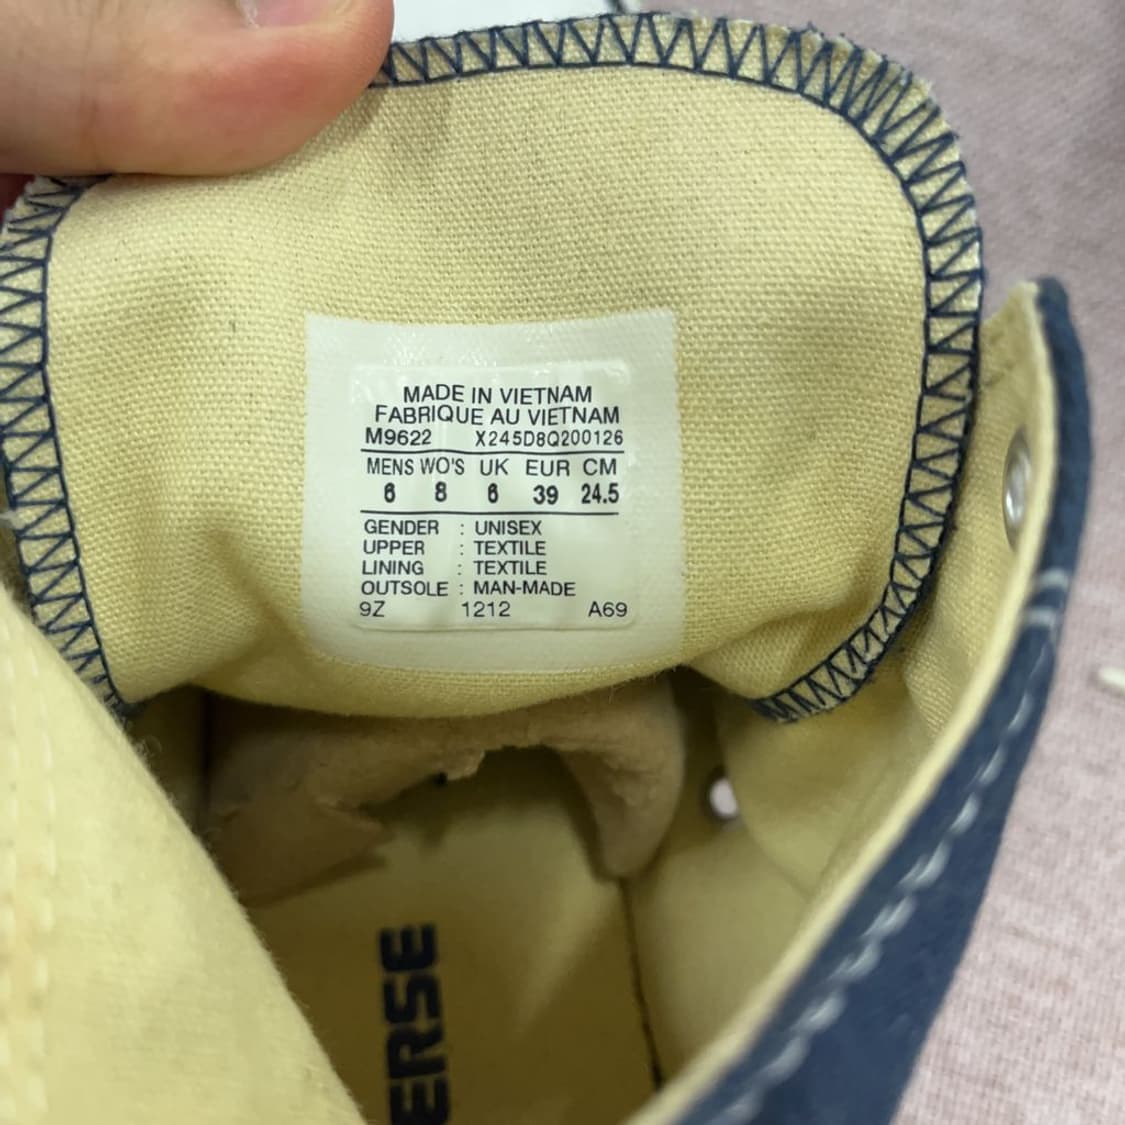 MADE IN VIETNAM
FABRIQUE AU VIETNAM
M9622 X245D8Q200126
MENS WO'S UK EUR CM
6 8 6 39 24.5
GENDER : UNISEX
UPPER : TEXTILE
LINING : TEXTILE
OUTSOLE : MAN-MADE
9Z 1212 A69
ERSE